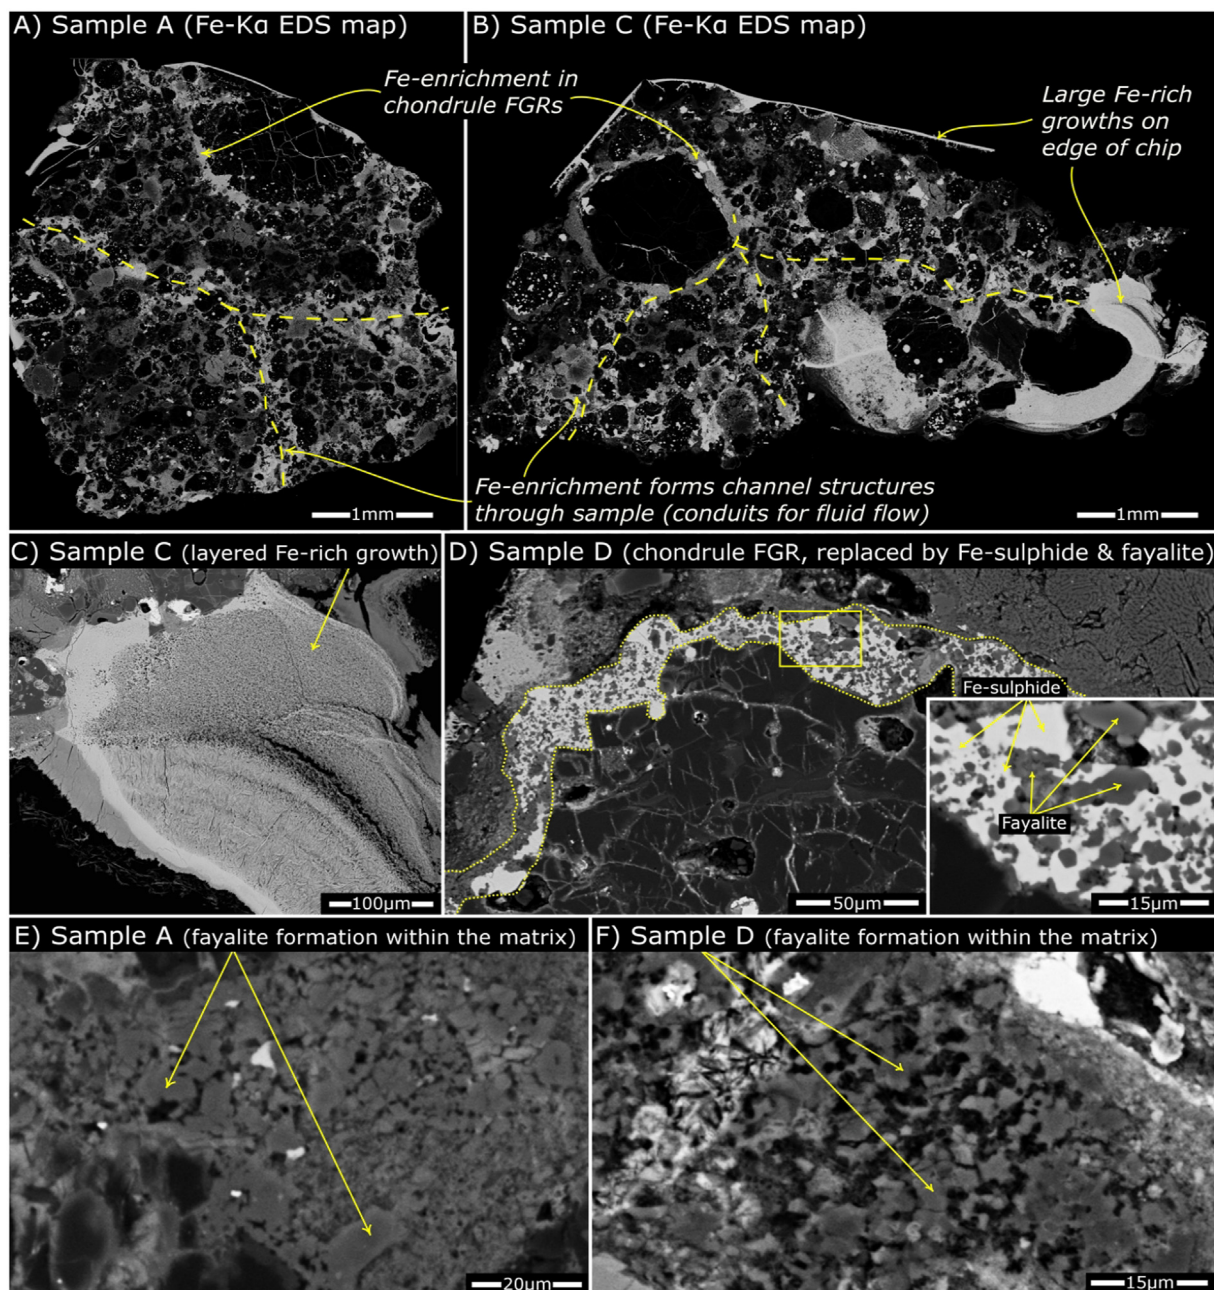 A) Sample A (Fe-Kα EDS map)
B) Sample C (Fe-Kα EDS map)
Fe-enrichment in
chondrule FGRs
Large Fe-rich
growths on
edge of chip
Fe-enrichment forms channel structures
through sample (conduits for fluid flow)
1mm
1mm
C) Sample C (layered Fe-rich growth)
D) Sample D (chondrule FGR, replaced by Fe-sulphide & fayalite)
Fe-sulphide
Fayalite
100µm
50µm
15µm
E) Sample A (fayalite formation within the matrix)
F) Sample D (fayalite formation within the matrix)
20µm
15µm